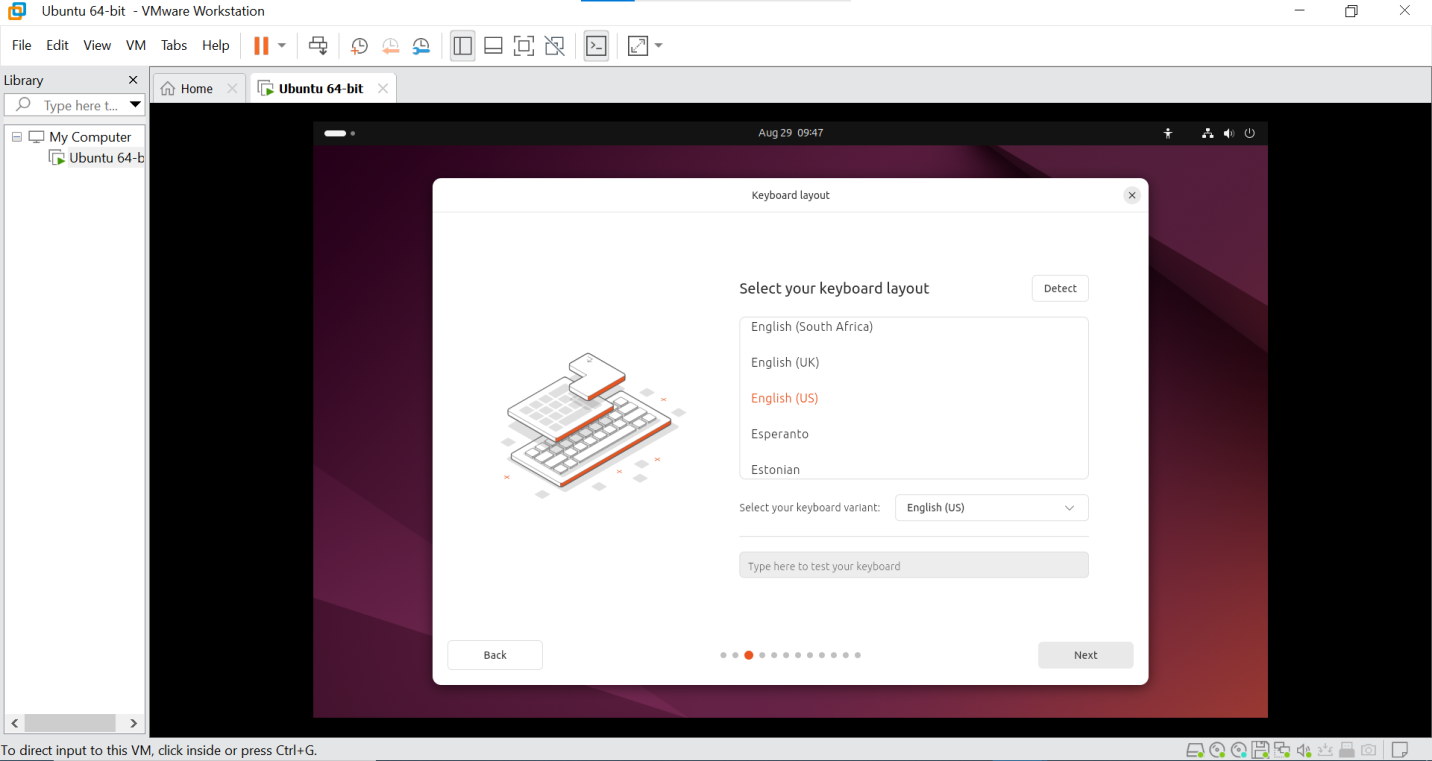 Ubuntu 64-bit - VMware Workstation
File Edit View VM Tabs Help
Library
Type here t...
My Computer
Ubuntu 64-b
Home
Ubuntu 64-bit
Aug 29 09:47
Keyboard layout
Select your keyboard layout
Detect
English (South Africa)
English (UK)
English (US)
Esperanto
Estonian
Select your keyboard variant: English (US)
Type here to test your keyboard
Back
Next
To direct input to this VM, click inside or press Ctrl+G.